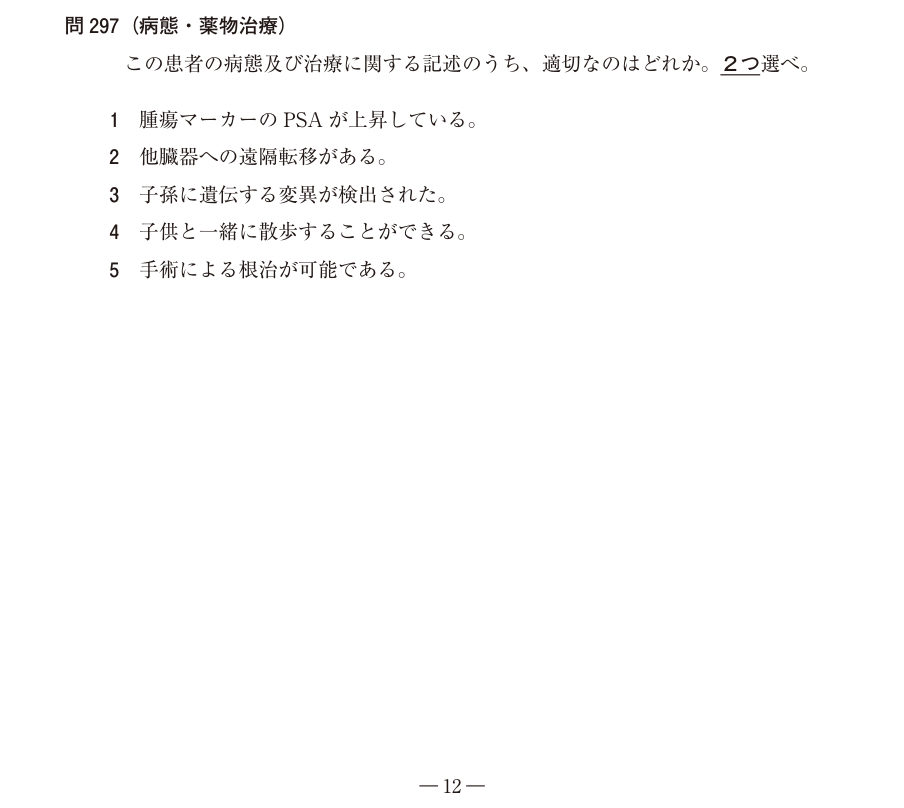 問 297（病態・薬物治療）
この患者の病態及び治療に関する記述のうち、適切なのはどれか。２つ選べ。
1 腫瘍マーカーの PSA が上昇している。
2 他臓器への遠隔転移がある。
3 子孫に遺伝する変異が検出された。
4 子供と一緒に散歩することができる。
5 手術による根治が可能である。
— 12 —